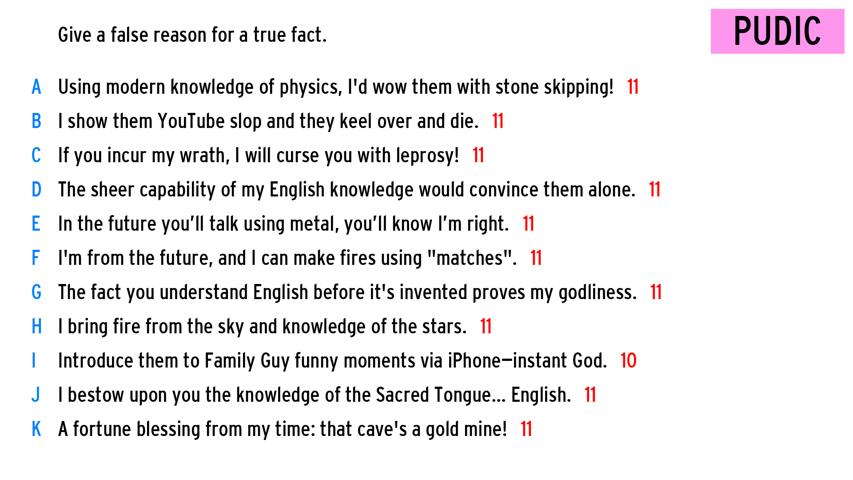 Give a false reason for a true fact.
PUDIC
A Using modern knowledge of physics, I'd wow them with stone skipping! 11
B I show them YouTube slop and they keel over and die. 11
C If you incur my wrath, I will curse you with leprosy! 11
D The sheer capability of my English knowledge would convince them alone. 11
E In the future you’ll talk using metal, you’ll know I’m right. 11
F I'm from the future, and I can make fires using "matches". 11
G The fact you understand English before it's invented proves my godliness. 11
H I bring fire from the sky and knowledge of the stars. 11
I Introduce them to Family Guy funny moments via iPhone—instant God. 10
J I bestow upon you the knowledge of the Sacred Tongue... English. 11
K A fortune blessing from my time: that cave's a gold mine! 11